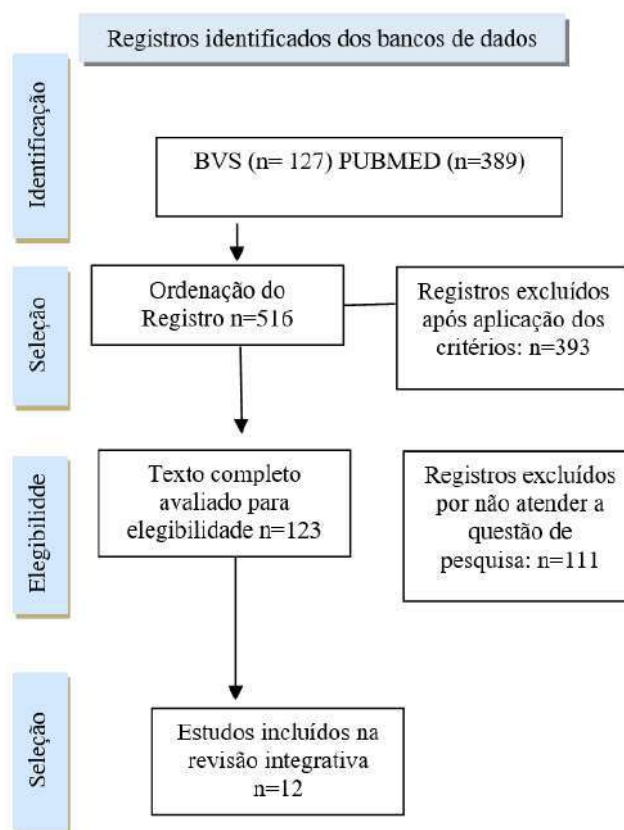 Registros identificados dos bancos de dados
Identificação
BVS (n= 127) PUBMED (n=389)
Seleção
Ordenação do
Registro n=516
Registros excluídos
após aplicação dos
critérios: n=393
Elegibilidde
Texto completo
avaliado para
elegibilidade n=123
Registros excluídos
por não atender a
questão de
pesquisa: n=111
Seleção
Estudos incluídos na
revisão integrativa
n=12